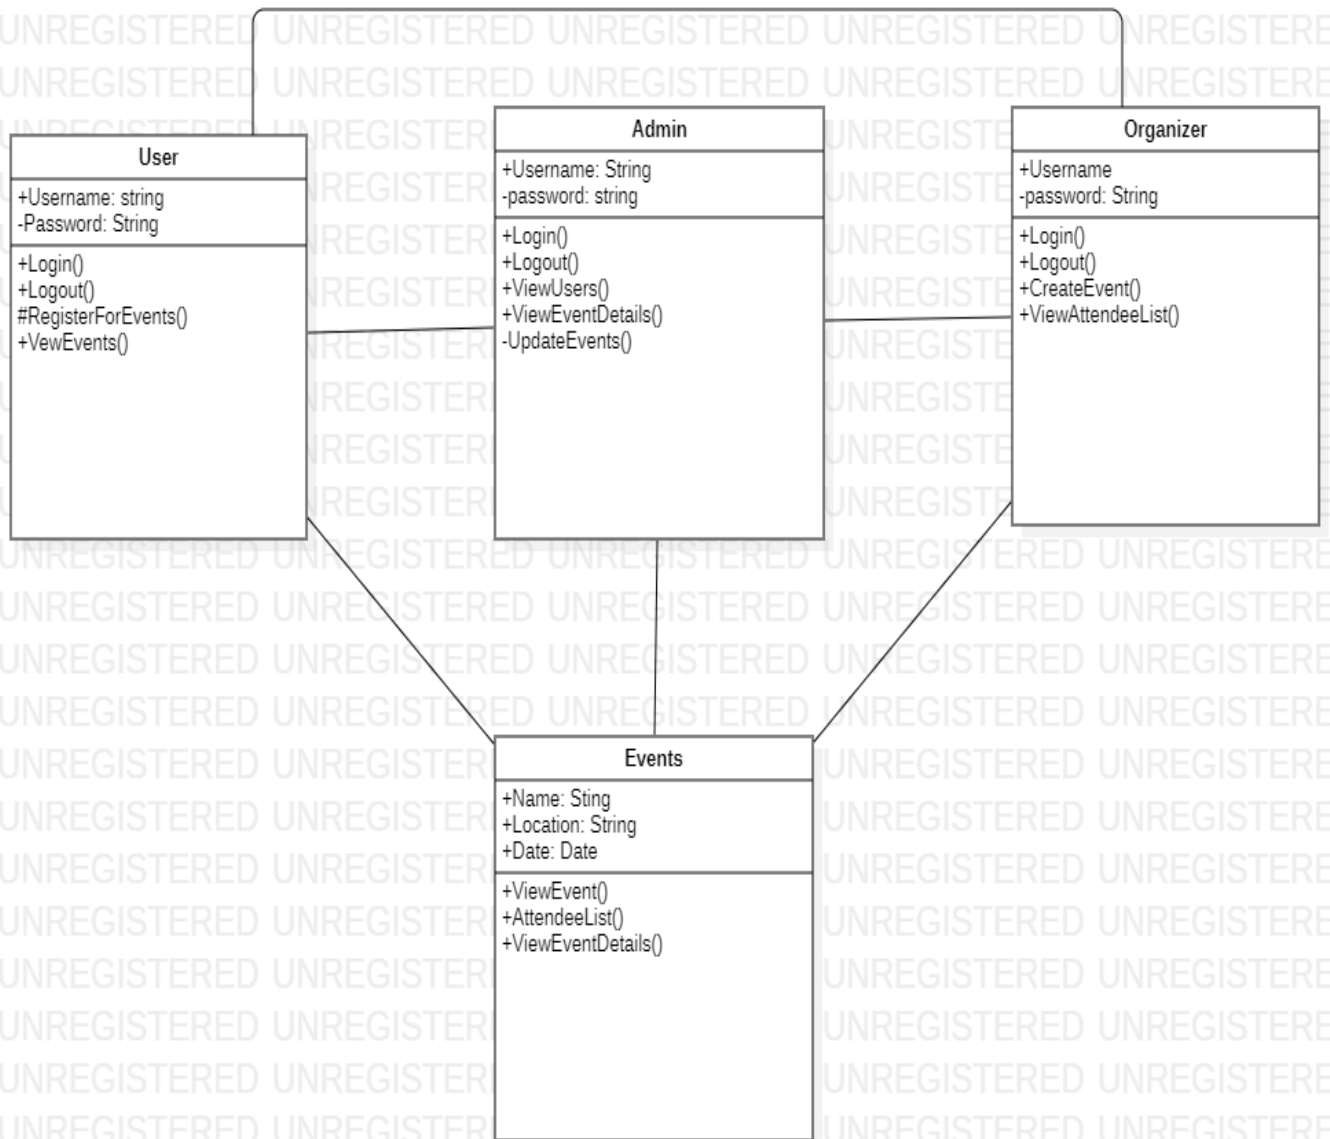 User
+Username: string
-Password: String
+Login()
+Logout()
#RegisterForEvents()
+VewEvents()
Admin
+Username: String
-password: string
+Login()
+Logout()
+ViewUsers()
+ViewEventDetails()
-UpdateEvents()
Organizer
+Username
-password: String
+Login()
+Logout()
+CreateEvent()
+ViewAttendeeList()
Events
+Name: Sting
+Location: String
+Date: Date
+ViewEvent()
+AttendeeList()
+ViewEventDetails()
UNREGISTERED